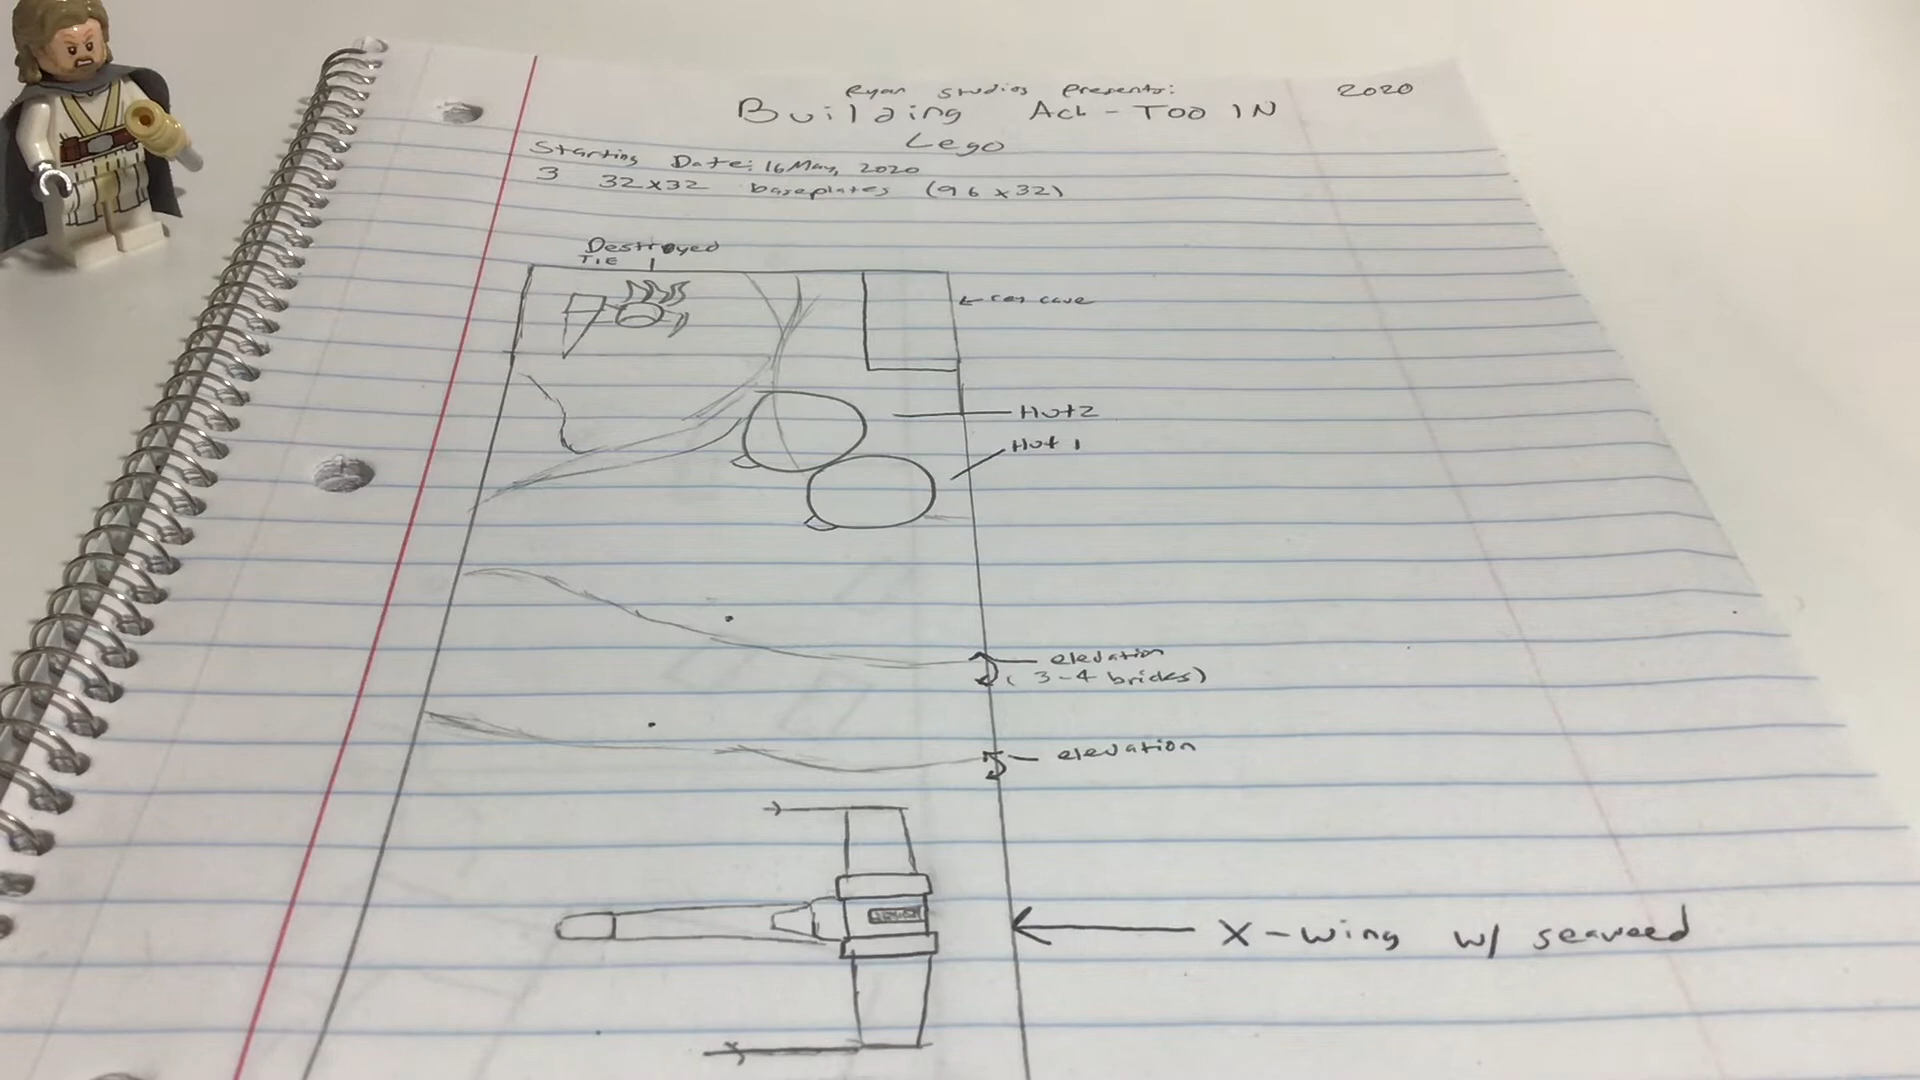 Ryan Studios Presents: 2020
Building Ach-Too IN
Lego
Starting Date: 16 May, 2020
3 32x32 baseplates (96x32)
Destroyed
TIE
cave
Hut 2
Hut 1
elevation
(3-4 bricks)
elevation
X-wing w/ seaweed